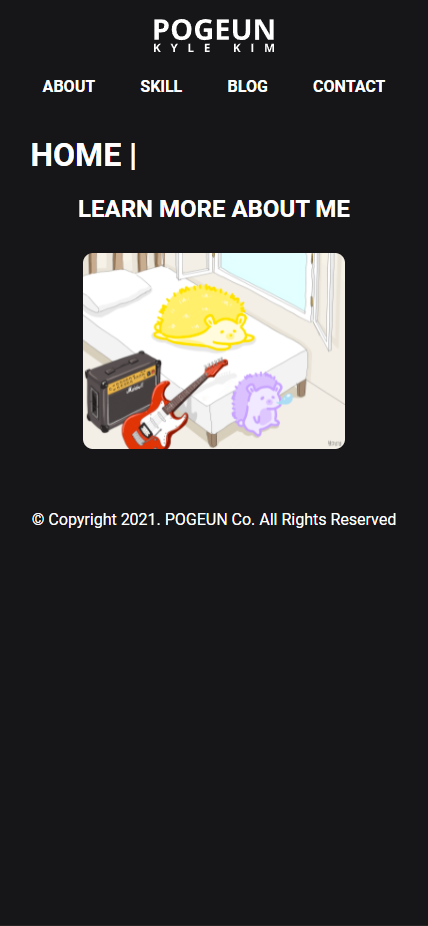 POGEUN
KYLE KIM
ABOUT SKILL BLOG CONTACT
HOME |
LEARN MORE ABOUT ME
Marshall
© Copyright 2021. POGEUN Co. All Rights Reserved